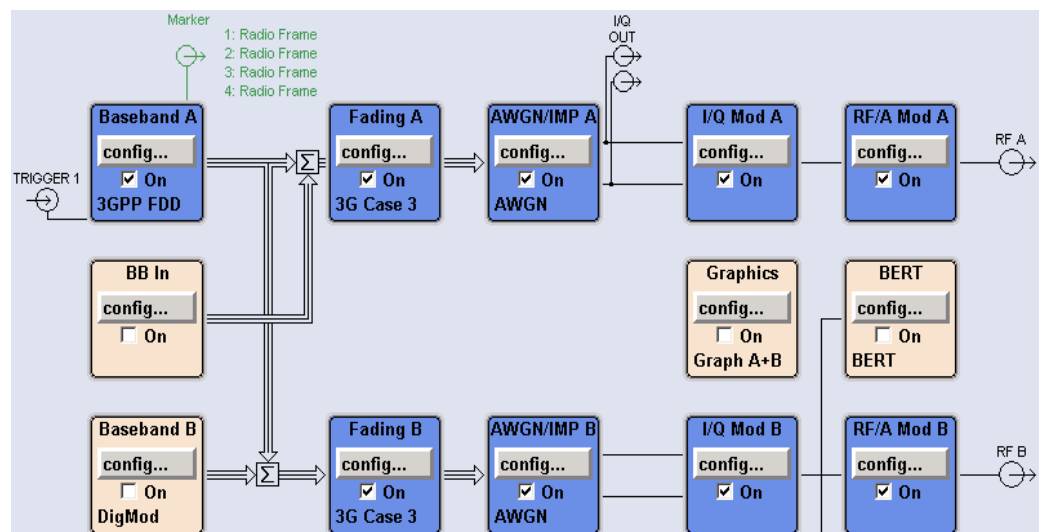 Marker
1: Radio Frame
2: Radio Frame
3: Radio Frame
4: Radio Frame
I/Q
OUT
TRIGGER 1
Baseband A
config...
On
3GPP FDD
Σ
Fading A
config...
On
3G Case 3
AWGN/IMP A
config...
On
AWGN
I/Q Mod A
config...
On
RF/A Mod A
config...
On
RF A
BB In
config...
On
Graphics
config...
On
Graph A+B
BERT
config...
On
BERT
Baseband B
config...
On
DigMod
Σ
Fading B
config...
On
3G Case 3
AWGN/IMP B
config...
On
AWGN
I/Q Mod B
config...
On
RF/A Mod B
config...
On
RF B